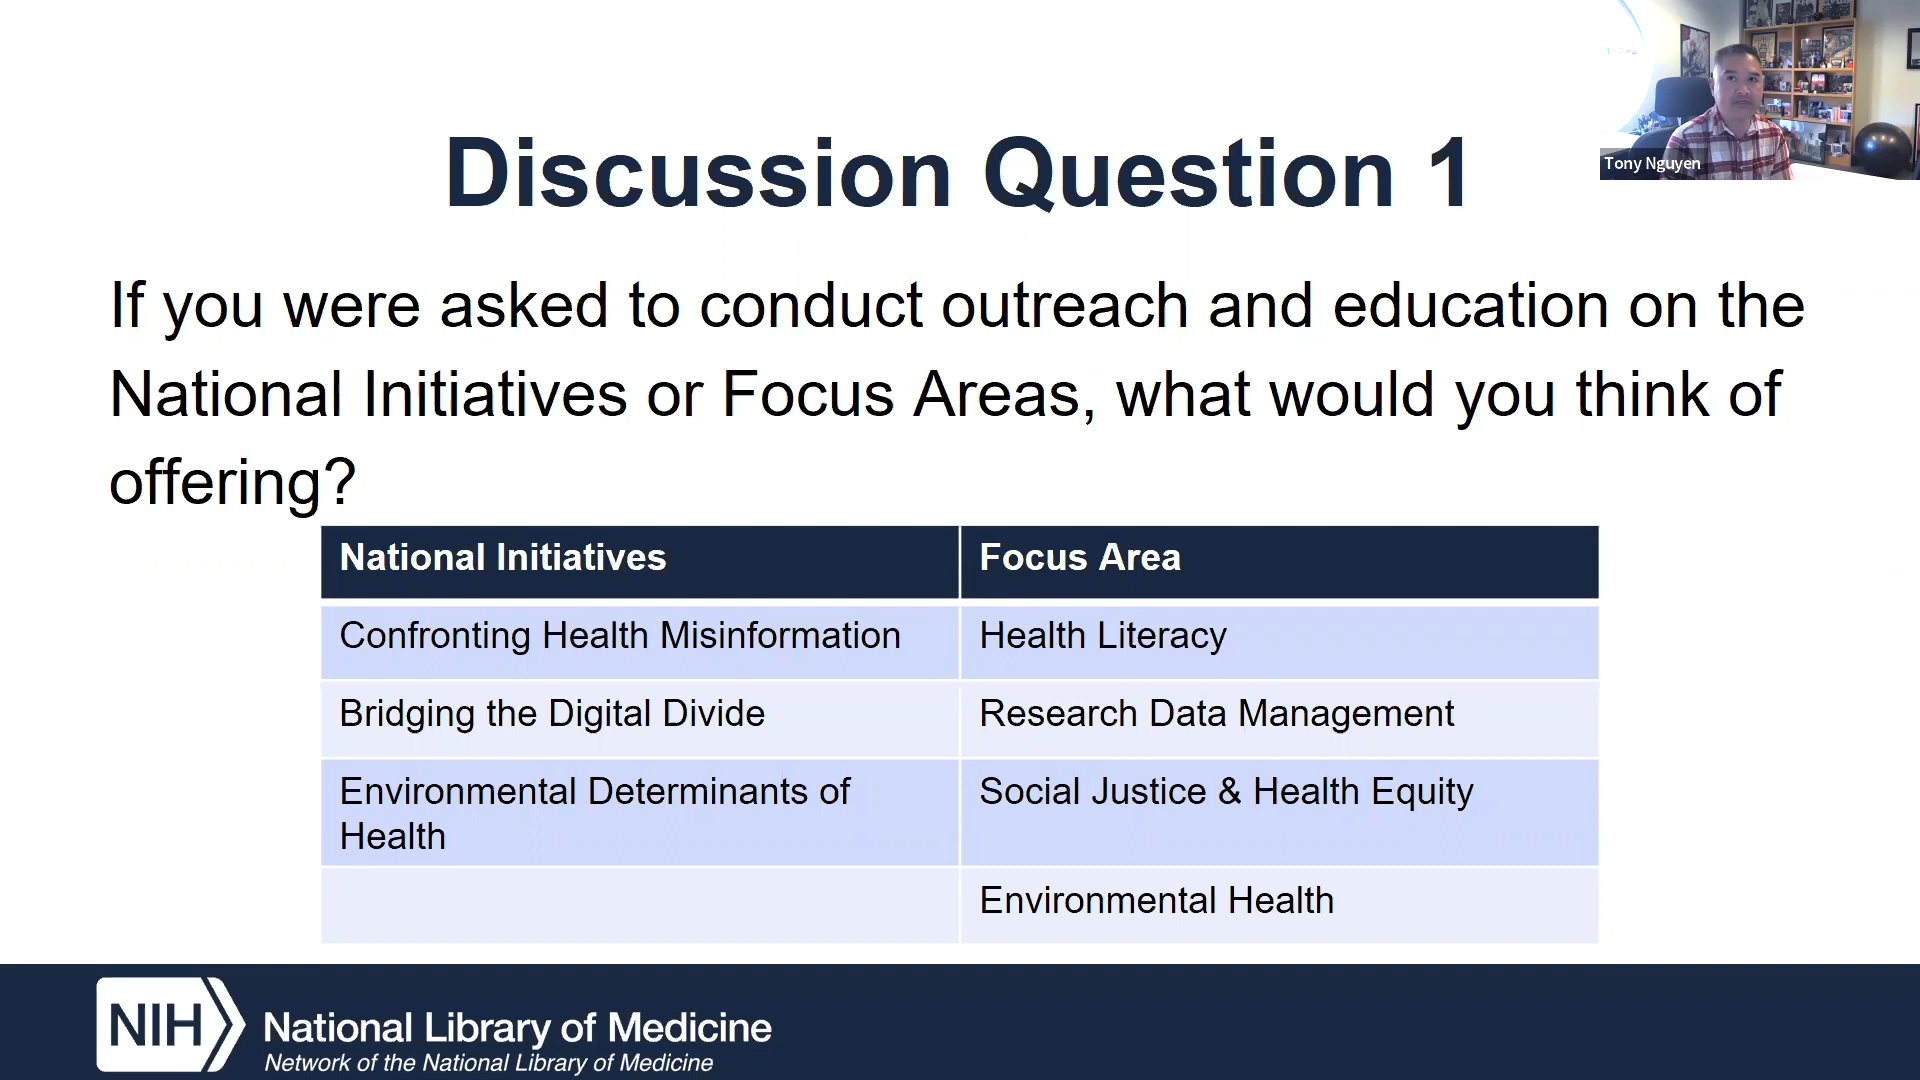 Discussion Question 1
Tony Nguyen
If you were asked to conduct outreach and education on the
National Initiatives or Focus Areas, what would you think of
offering?
National Initiatives
Focus Area
Confronting Health Misinformation
Health Literacy
Bridging the Digital Divide
Research Data Management
Environmental Determinants of
Health
Social Justice & Health Equity
Environmental Health
NIH
National Library of Medicine
Network of the National Library of Medicine